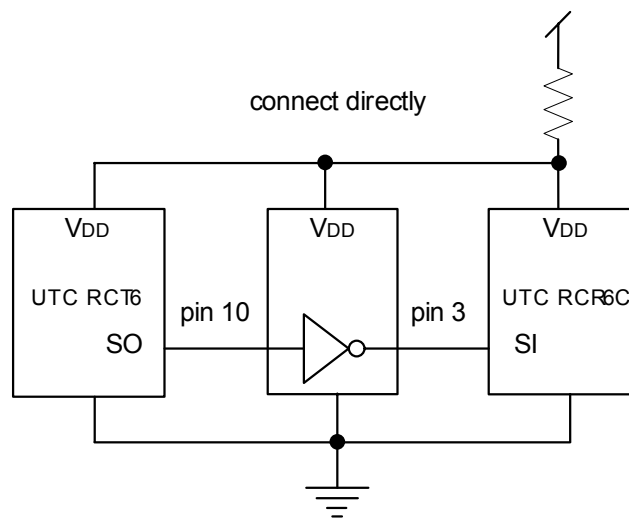 connect directly
VDD VDD VDD
UTC RCT6 UTC RCR6C
pin 10 pin 3
SO SI